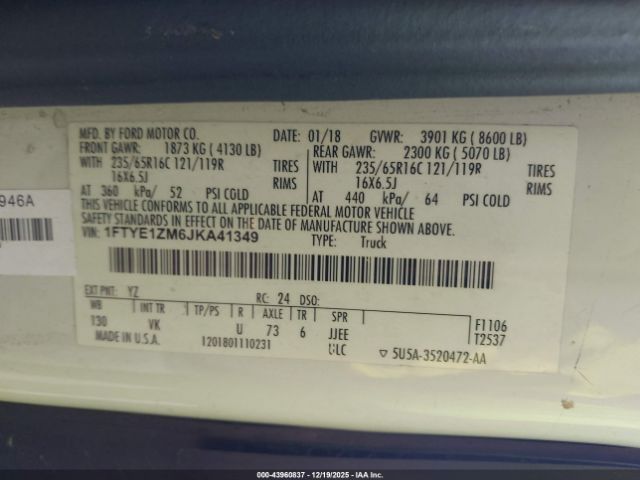 MFD. BY FORD MOTOR CO. DATE: 01/18 GVWR: 3901 KG ( 8600 LB)
FRONT GAWR: 1873 KG ( 4130 LB) REAR GAWR: 2300 KG ( 5070 LB)
WITH 235/65R16C 121/119R TIRES WITH 235/65R16C 121/119R TIRES
16X6.5J RIMS 16X6.5J RIMS
AT 360 kPa/ 52 PSI COLD AT 440 kPa/ 64 PSI COLD
THIS VEHICLE CONFORMS TO ALL APPLICABLE FEDERAL MOTOR VEHICLE
SAFETY STANDARDS IN EFFECT ON THE DATE OF MANUFACTURE SHOWN ABOVE.
VIN: 1FTYE1ZM6JKA41349 TYPE: Truck
946A
EXT PNT: YZ RC: 24 DSO:
WB INT TR TP/PS R AXLE TR SPR F1106
130 VK U 73 6 JJEE T2537
MADE IN U.S.A. 1201801110231 ULC ▽ 5U5A-3520472-AA
000-43960837 - 12/19/2025 - IAAI, Inc.